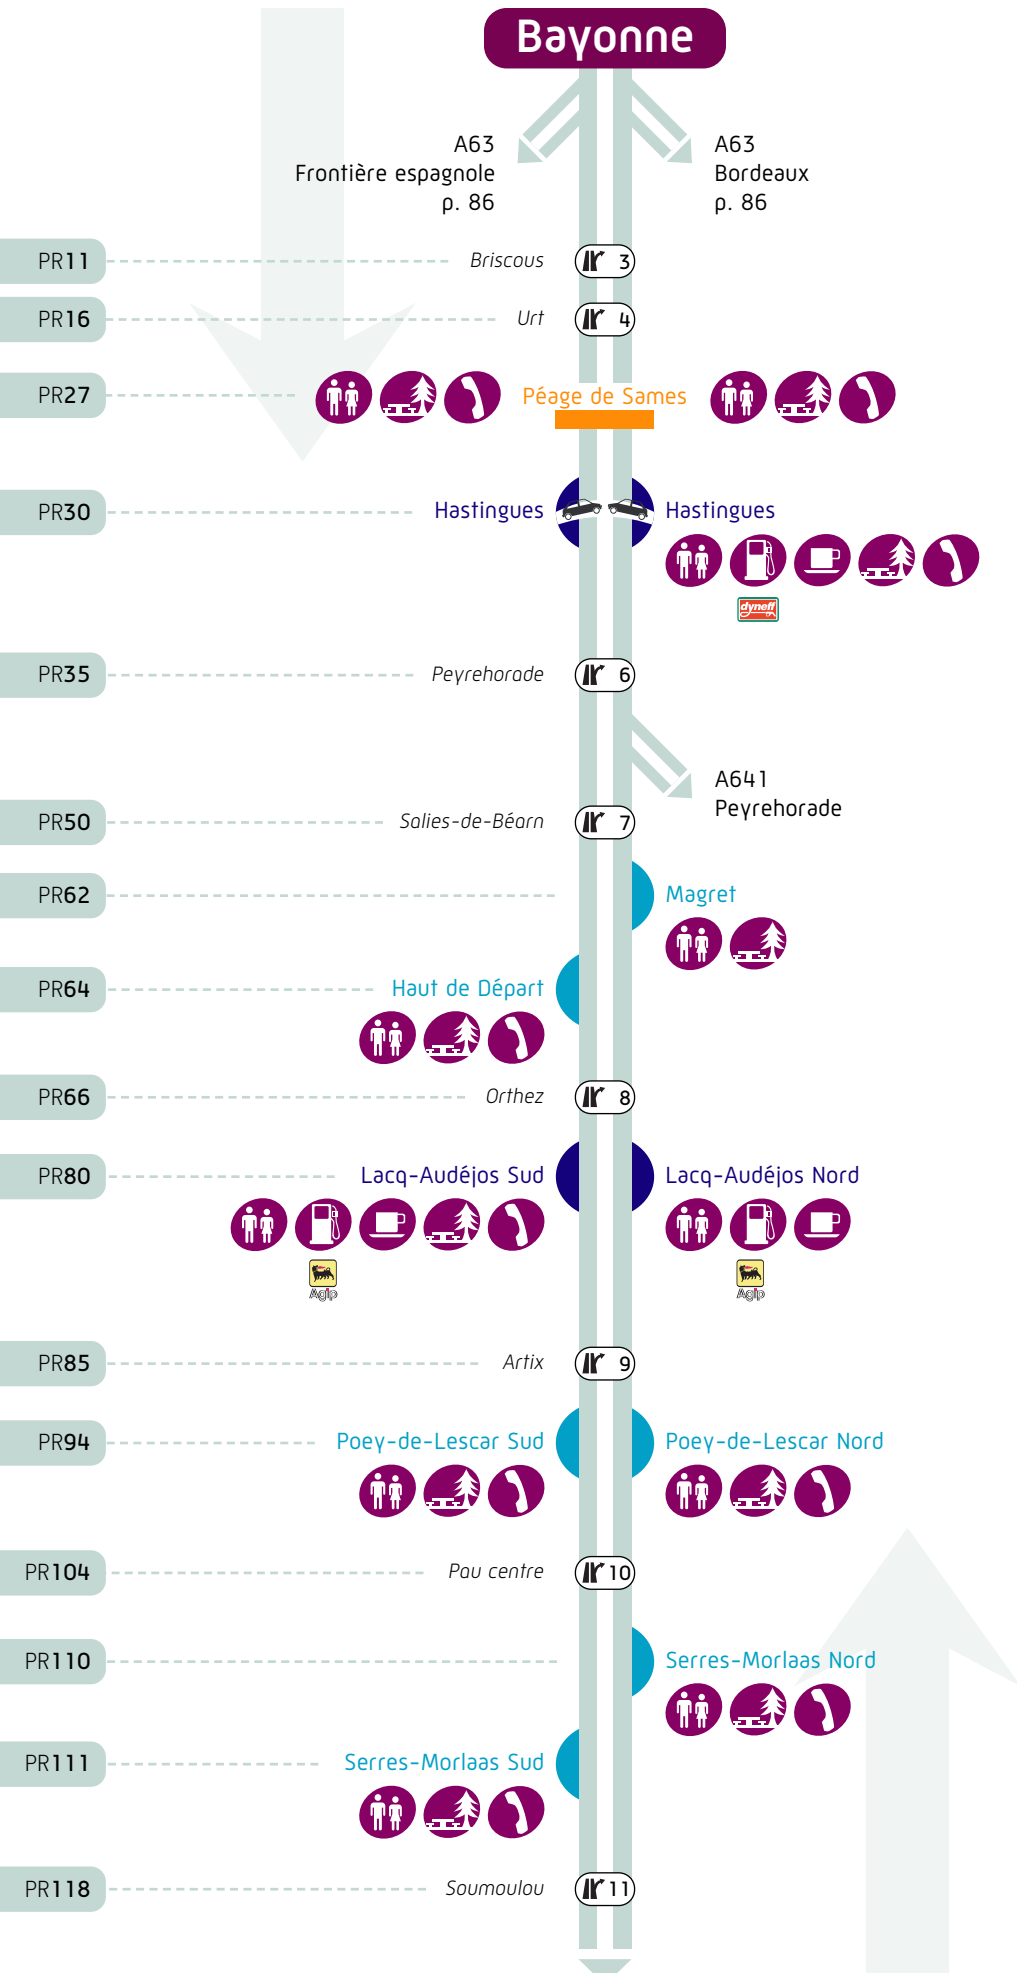 Bayonne
A63
Frontière espagnole
p. 86
A63
Bordeaux
p. 86
PR11 Briscous 3
PR16 Urt 4
PR27 Péage de Sames
PR30 Hastingues Hastingues
dyneff
PR35 Peyrehorade 6
A641
Peyrehorade
PR50 Salies-de-Béarn 7
PR62 Magret
PR64 Haut de Départ
PR66 Orthez 8
PR80 Lacq-Audéjos Sud Lacq-Audéjos Nord
Agip Agip
PR85 Artix 9
PR94 Poey-de-Lescar Sud Poey-de-Lescar Nord
PR104 Pau centre 10
PR110 Serres-Morlaas Nord
PR111 Serres-Morlaas Sud
PR118 Soumoulou 11